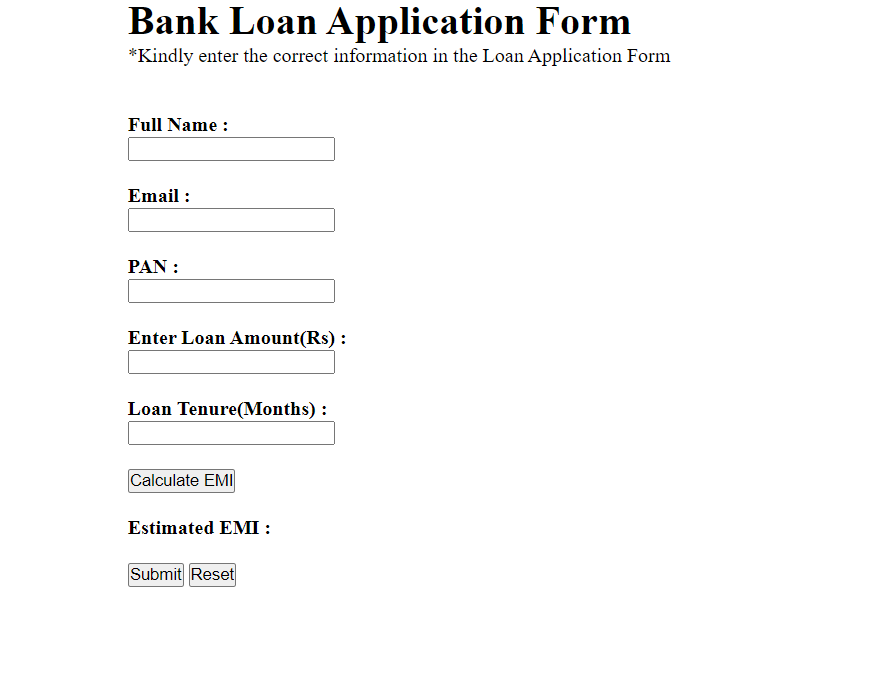 Bank Loan Application Form
*Kindly enter the correct information in the Loan Application Form
Full Name :
Email :
PAN :
Enter Loan Amount(Rs) :
Loan Tenure(Months) :
Calculate EMI
Estimated EMI :
Submit Reset